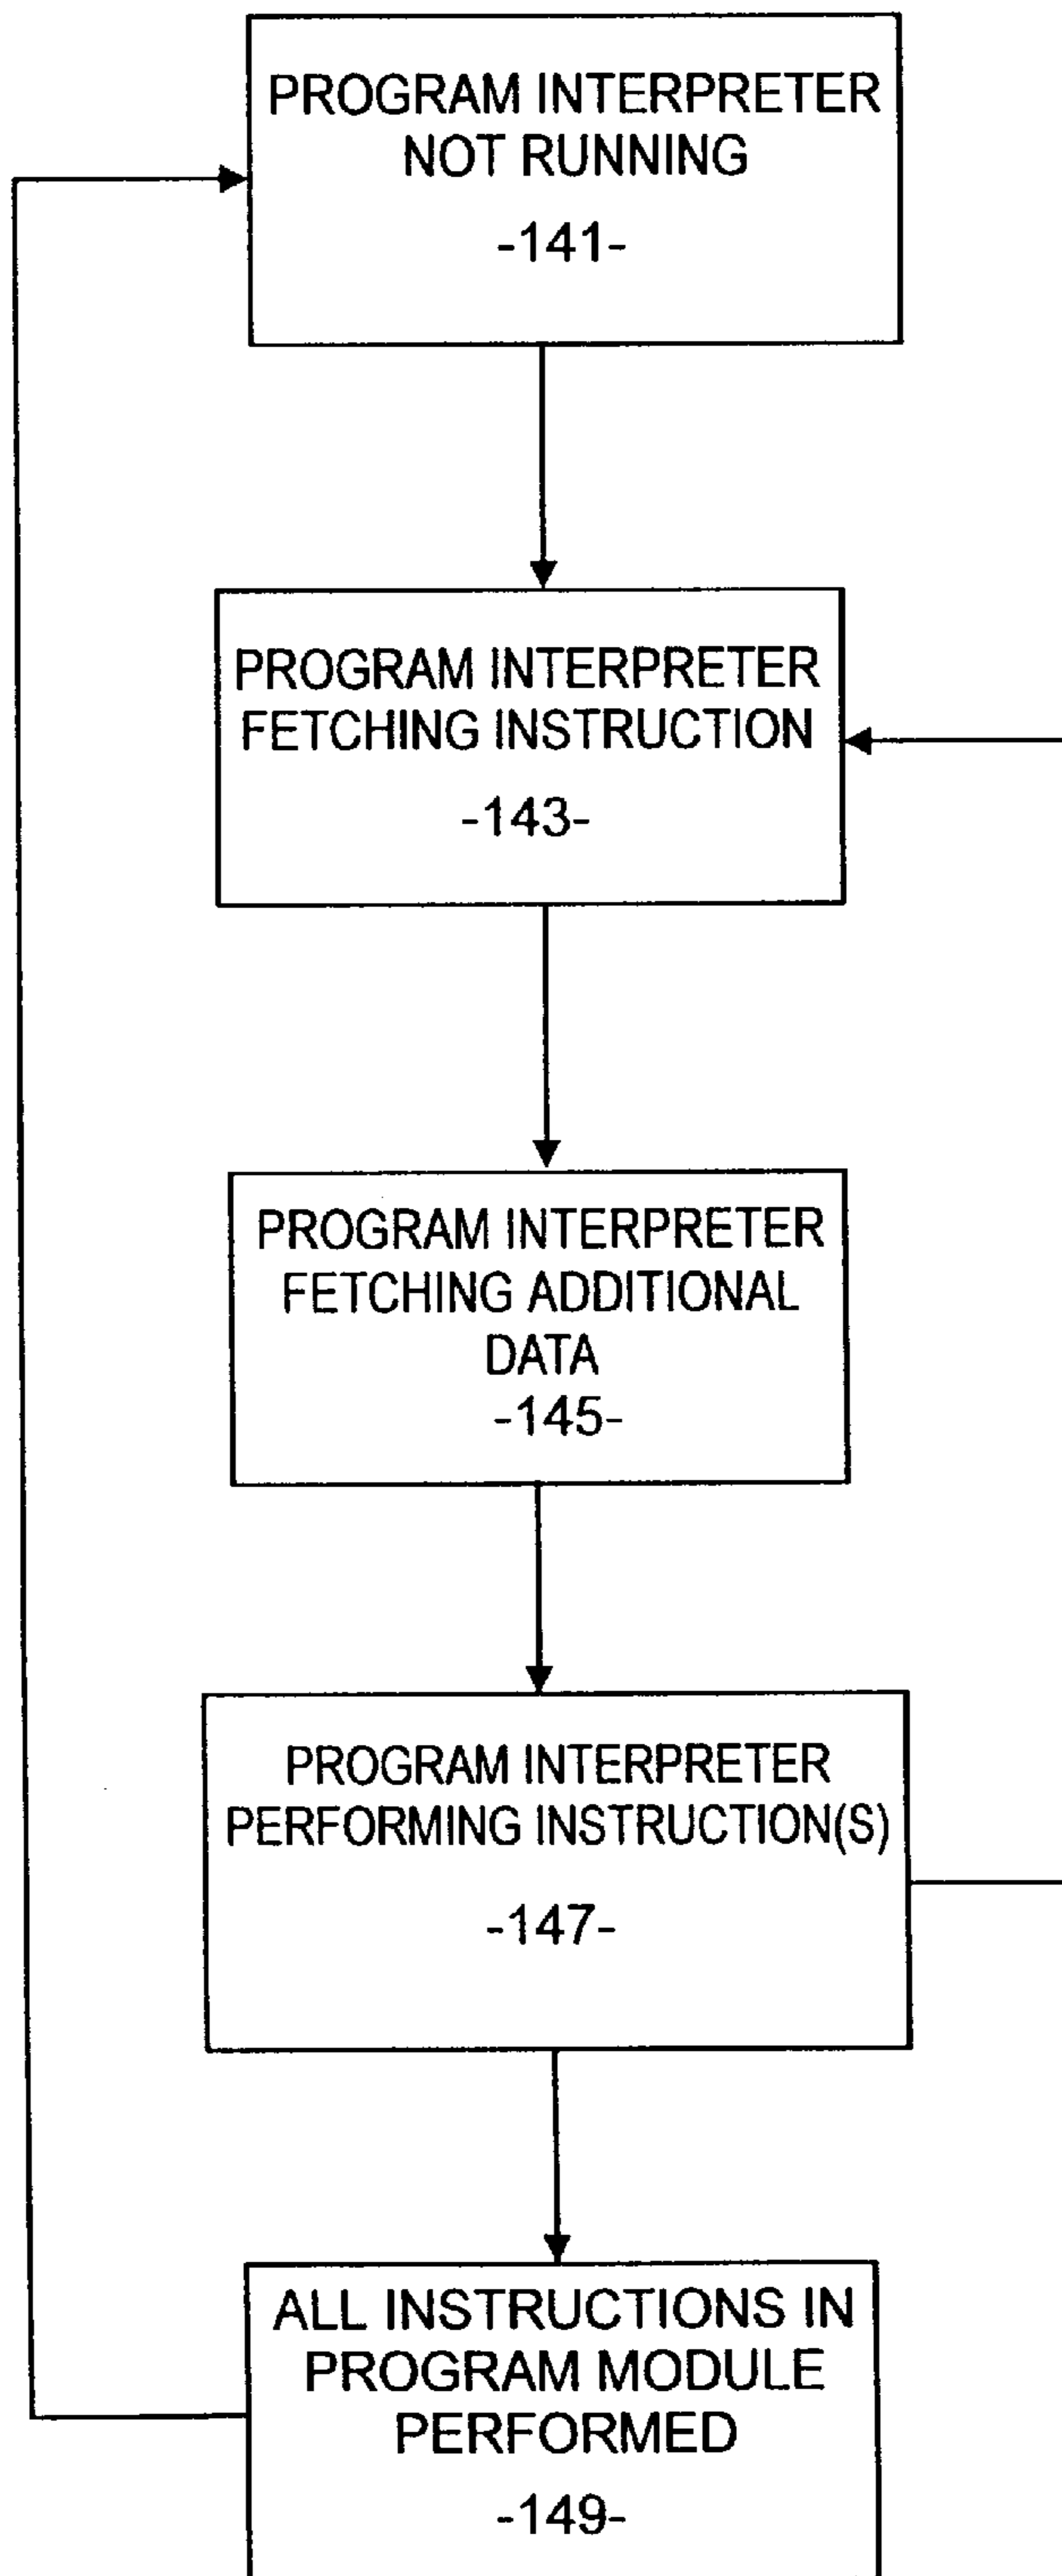 PROGRAM INTERPRETER
NOT RUNNING
-141-
PROGRAM INTERPRETER
FETCHING INSTRUCTION
-143-
PROGRAM INTERPRETER
FETCHING ADDITIONAL
DATA
-145-
PROGRAM INTERPRETER
PERFORMING INSTRUCTION(S)
-147-
ALL INSTRUCTIONS IN
PROGRAM MODULE
PERFORMED
-149-